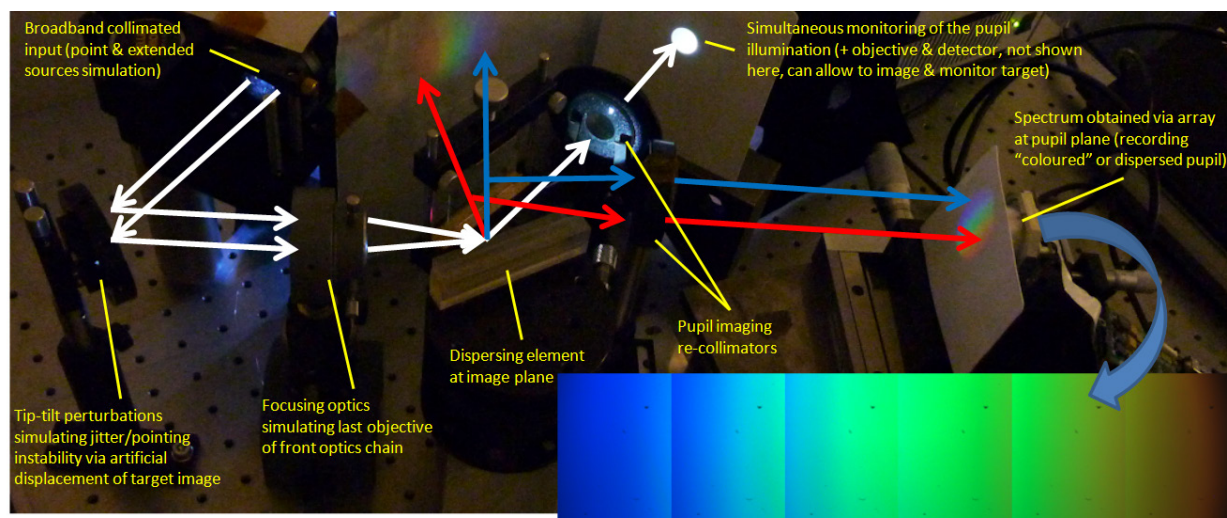 Broadband collimated
input (point & extended
sources simulation)
Simultaneous monitoring of the pupil
illumination (+ objective & detector, not shown
here, can allow to image & monitor target)
Spectrum obtained via array
at pupil plane (recording
“coloured” or dispersed pupil)
Pupil imaging
re-collimators
Dispersing element
at image plane
Focusing optics
simulating last objective
of front optics chain
Tip-tilt perturbations
simulating jitter/pointing
instability via artificial
displacement of target image